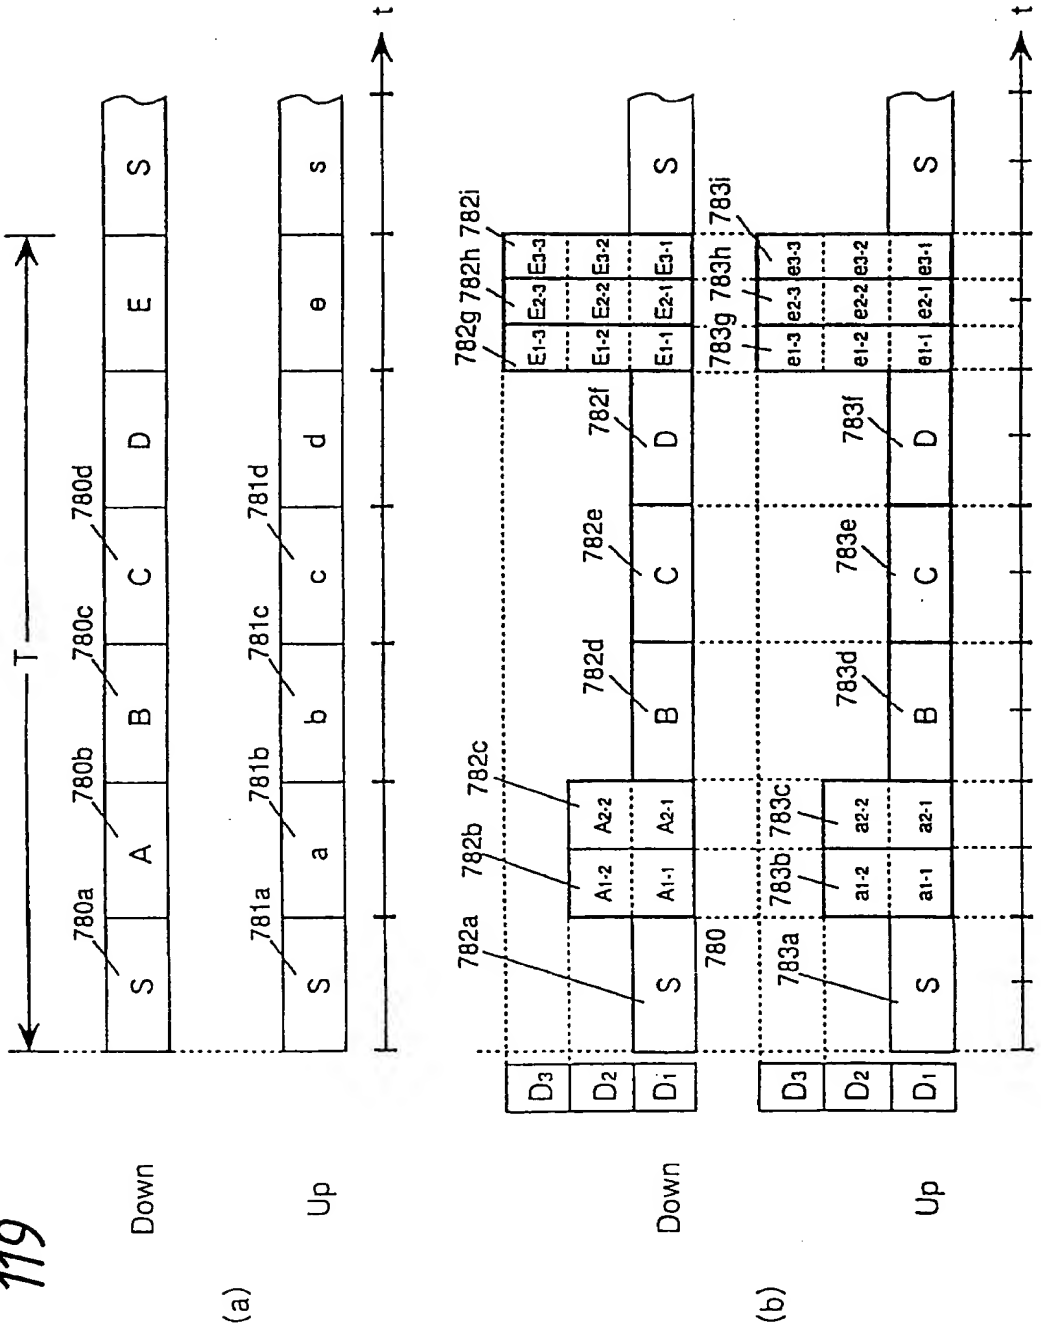 119
(a)
T
780a 780b 780c 780d
Down S A B C D E S
781a 781b 781c 781d
Up S a b c d e s
t
(b)
782a 782b 782c 782d 782e 782f 782g 782h 782i
D3 E1-3 E2-3 E3-3
D2 A1-2 A2-2 E1-2 E2-2 E3-2
Down D1 S A1-1 A2-1 B C D E1-1 E2-1 E3-1 S
780
783a 783b 783c 783d 783e 783f 783g 783h 783i
D3 e1-3 e2-3 e3-3
D2 a1-2 a2-2 e1-2 e2-2 e3-2
Up D1 S a1-1 a2-1 B C D e1-1 e2-1 e3-1 S
t